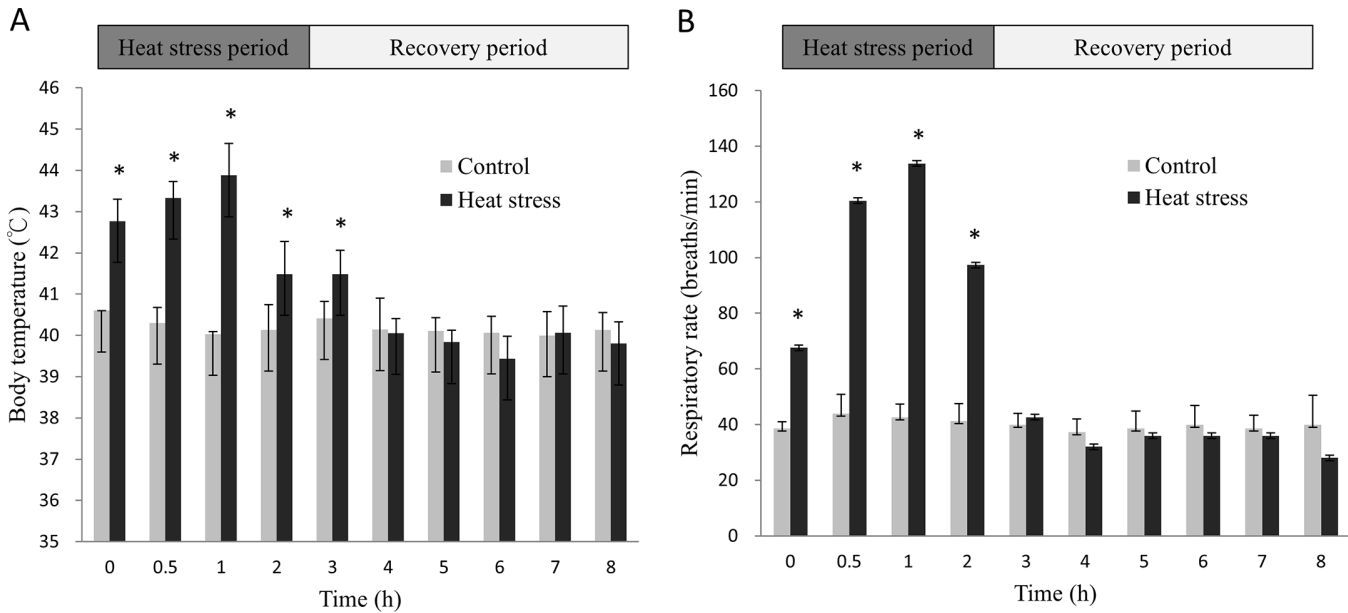 A
Heat stress period Recovery period
46
45
44
43
42
41
40
39
38
37
36
35
Body temperature (℃)
*
*
*
*
*
Control
Heat stress
0 0.5 1 2 3 4 5 6 7 8
Time (h)
B
Heat stress period Recovery period
160
140
120
100
80
60
40
20
0
Respiratory rate (breaths/min)
*
*
*
*
Control
Heat stress
0 0.5 1 2 3 4 5 6 7 8
Time (h)